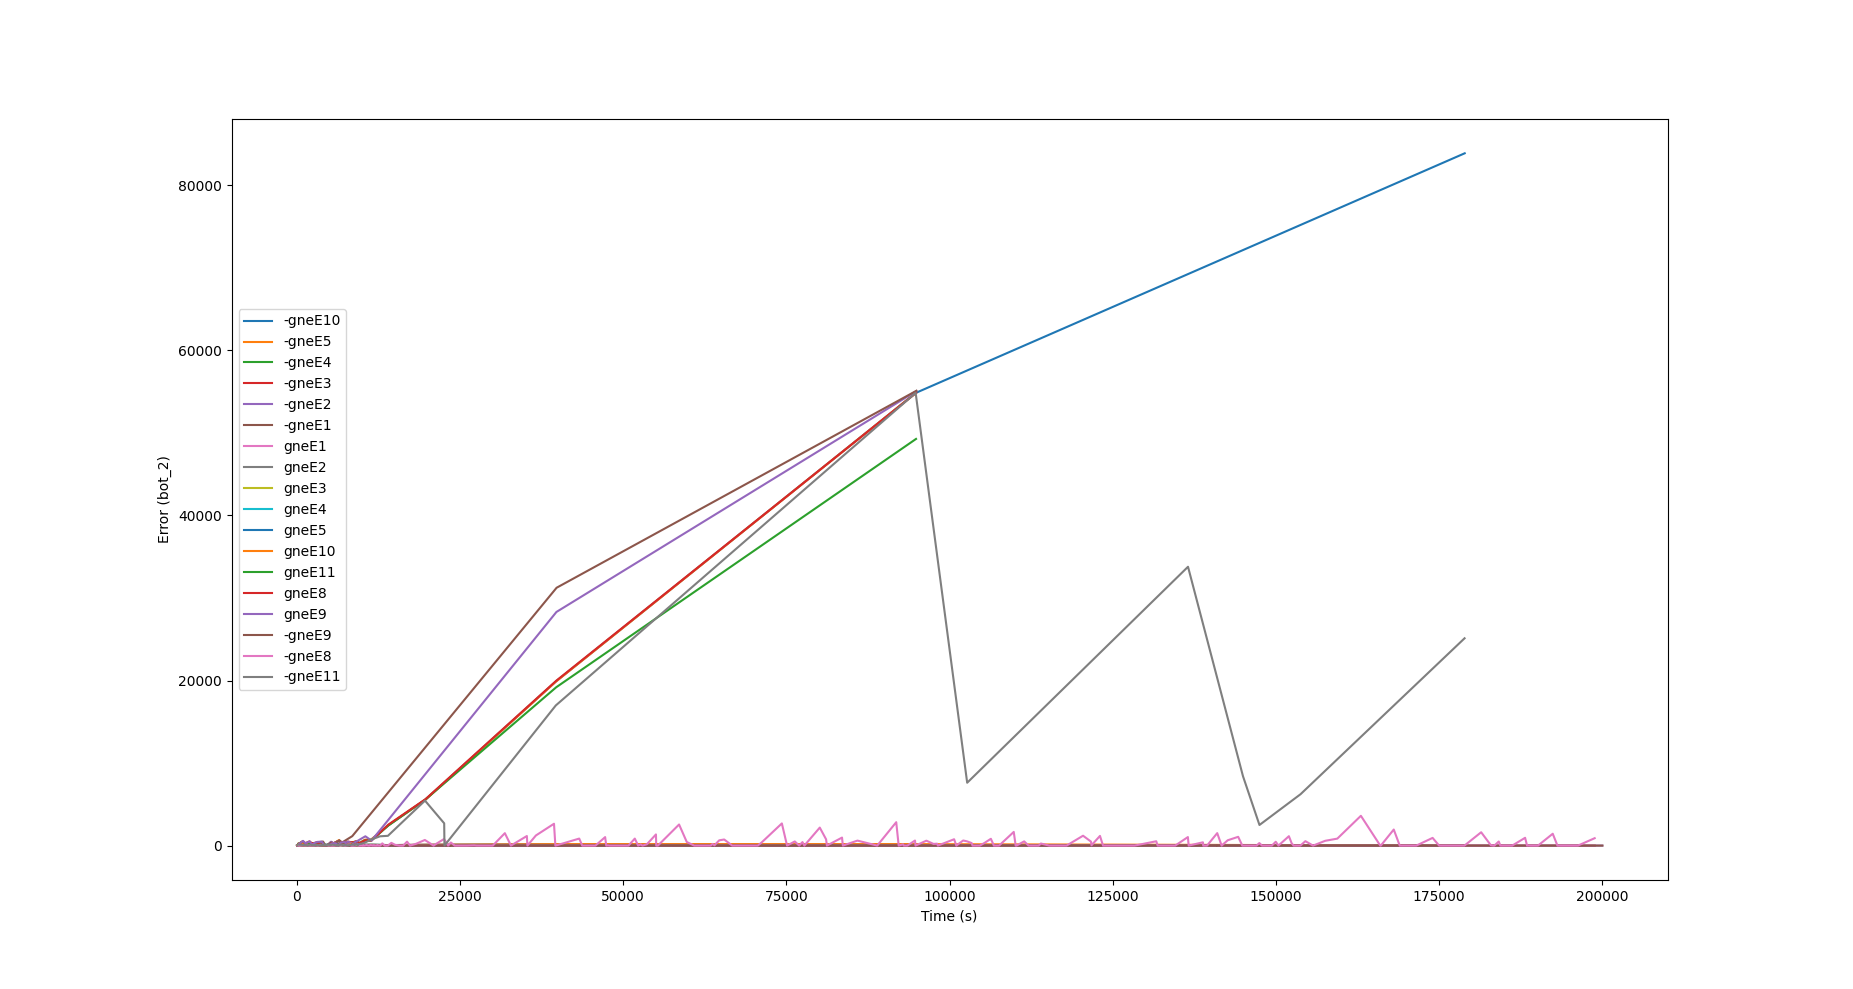 80000
60000
40000
20000
0
Error (bot_2)
-gneE10
-gneE5
-gneE4
-gneE3
-gneE2
-gneE1
gneE1
gneE2
gneE3
gneE4
gneE5
gneE10
gneE11
gneE8
gneE9
-gneE9
-gneE8
-gneE11
0 25000 50000 75000 100000 125000 150000 175000 200000
Time (s)